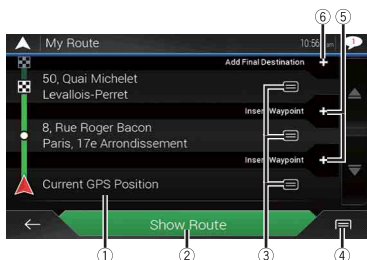 ⑥ ⑤
My Route 10:56 am 1
Add Final Destination +
50, Quai Michelet
Levallois-Perret
Insert Waypoint +
8, Rue Roger Bacon
Paris, 17e Arrondissement
Insert Waypoint +
Current GPS Position
Show Route
① ② ③ ④